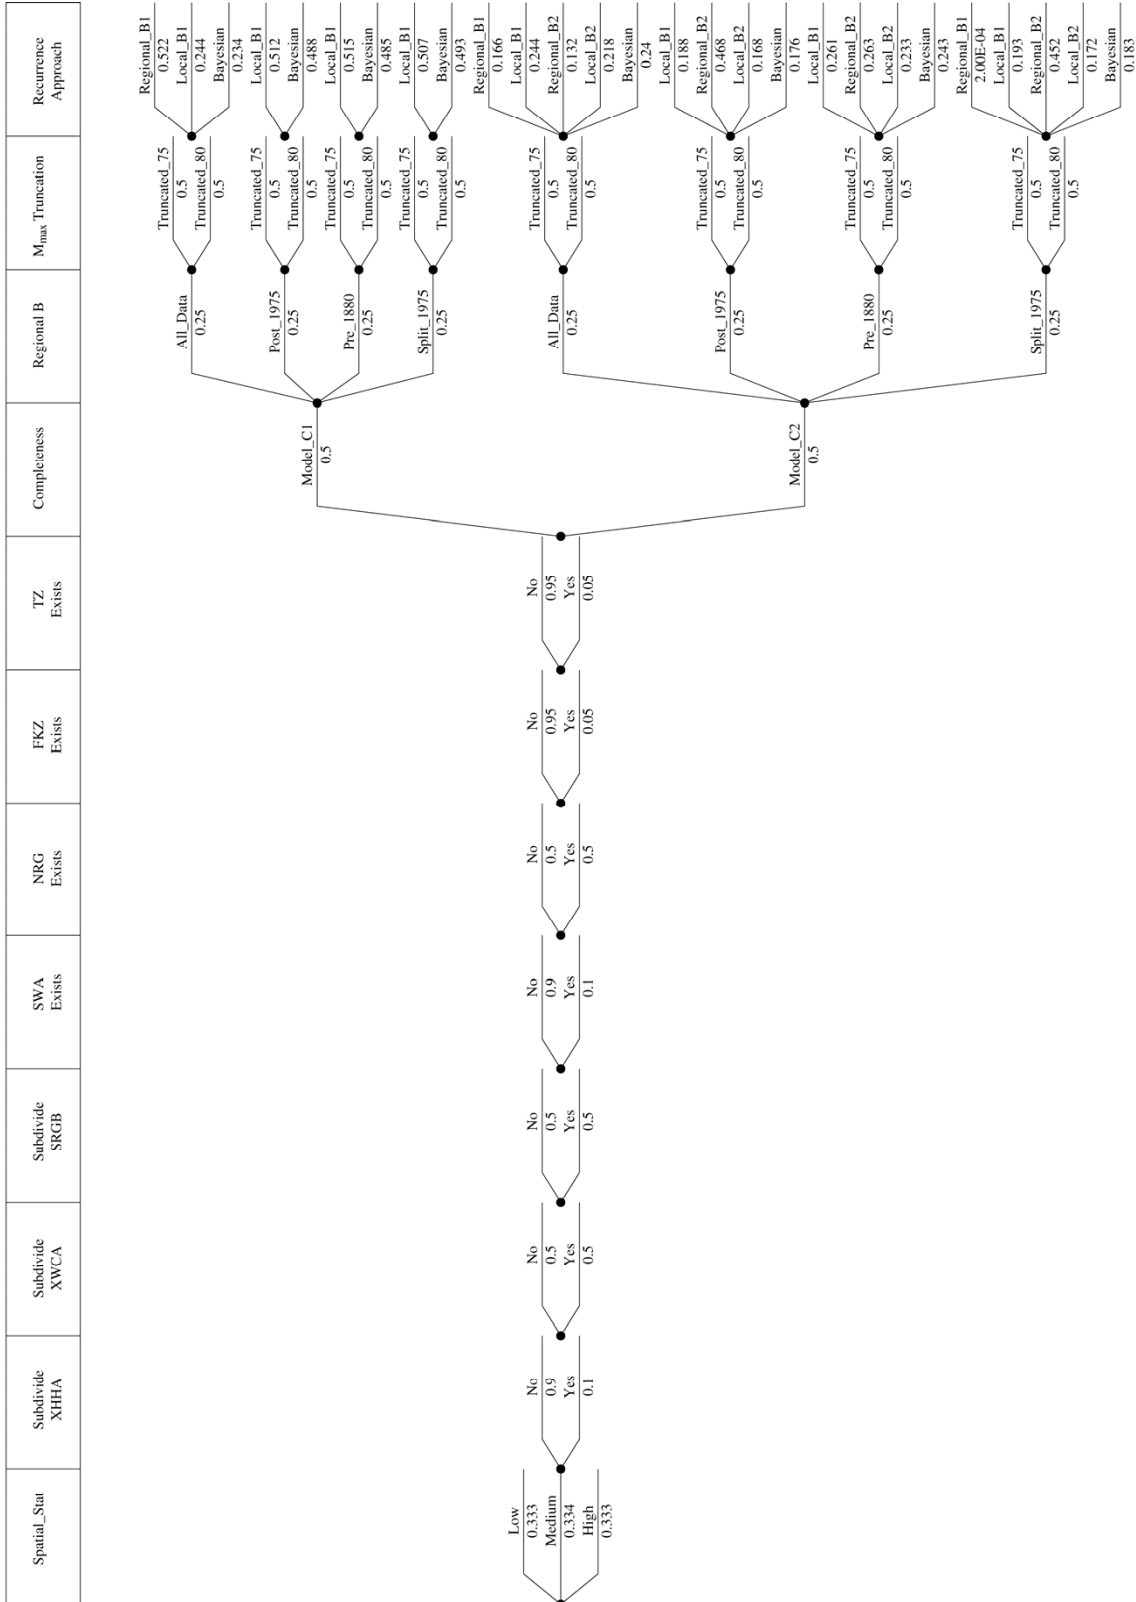 Spatial_Stat
Subdivide
XHHA
Subdivide
XWCA
Subdivide
SRGB
SWA
Exists
NRG
Exists
FKZ
Exists
TZ
Exists
Completeness
Regional B
Mmax Truncation
Recurrence
Approach
Low
0.333
Medium
0.334
High
0.333
No
0.9
Yes
0.1
No
0.5
Yes
0.5
No
0.5
Yes
0.5
No
0.9
Yes
0.1
No
0.5
Yes
0.5
No
0.95
Yes
0.05
No
0.95
Yes
0.05
Model_C1
0.5
Model_C2
0.5
All_Data
0.25
Post_1975
0.25
Pre_1880
0.25
Split_1975
0.25
All_Data
0.25
Post_1975
0.25
Pre_1880
0.25
Split_1975
0.25
Truncated_75
0.5
Truncated_80
0.5
Truncated_75
0.5
Truncated_80
0.5
Truncated_75
0.5
Truncated_80
0.5
Truncated_75
0.5
Truncated_80
0.5
Truncated_75
0.5
Truncated_80
0.5
Truncated_75
0.5
Truncated_80
0.5
Truncated_75
0.5
Truncated_80
0.5
Truncated_75
0.5
Truncated_80
0.5
Regional_B1
0.522
Local_B1
0.244
Bayesian
0.234
Local_B1
0.512
Bayesian
0.488
Local_B1
0.515
Bayesian
0.485
Local_B1
0.507
Bayesian
0.493
Regional_B1
0.166
Local_B1
0.244
Regional_B2
0.132
Local_B2
0.218
Bayesian
0.24
Local_B1
0.188
Regional_B2
0.468
Local_B2
0.168
Bayesian
0.176
Local_B1
0.261
Regional_B2
0.263
Local_B2
0.233
Bayesian
0.243
Regional_B1
2.00E-04
Local_B1
0.193
Regional_B2
0.452
Local_B2
0.172
Bayesian
0.183